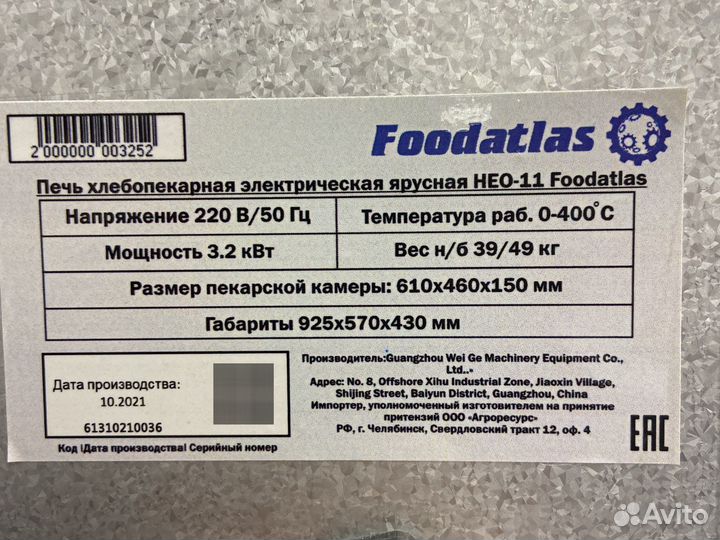 2 000000 003252
Foodatlas
Печь хлебопекарная электрическая ярусная HEO-11 Foodatlas
Напряжение 220 В/50 Гц
Температура раб. 0-400°С
Мощность 3.2 кВт
Вес н/б 39/49 кг
Размер пекарской камеры: 610х460х150 мм
Габариты 925х570х430 мм
Дата производства:
10.2021
61310210036
Код |Дата производства| Серийный номер
Производитель:Guangzhou Wei Ge Machinery Equipment Co.,
Ltd..
Адрес: No. 8, Offshore Xihu Industrial Zone, Jiaoxin Village,
Shijing Street, Baiyun District, Guangzhou, China
Импортер, уполномоченный изготовителем на принятие
притензий ООО «Агроресурс»
РФ, г. Челябинск, Свердловский тракт 12, оф. 4
EAC
Avito